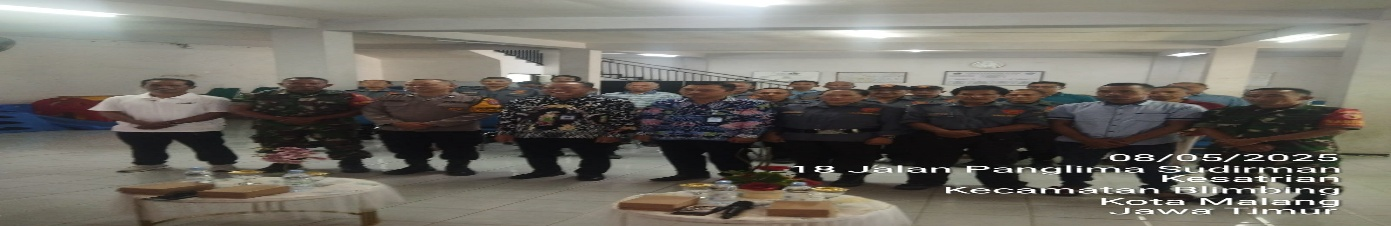 08/05/2025
18 Jalan Panglima Sudirman
Kesatrian
Kecamatan Blimbing
Kota Malang
Jawa Timur